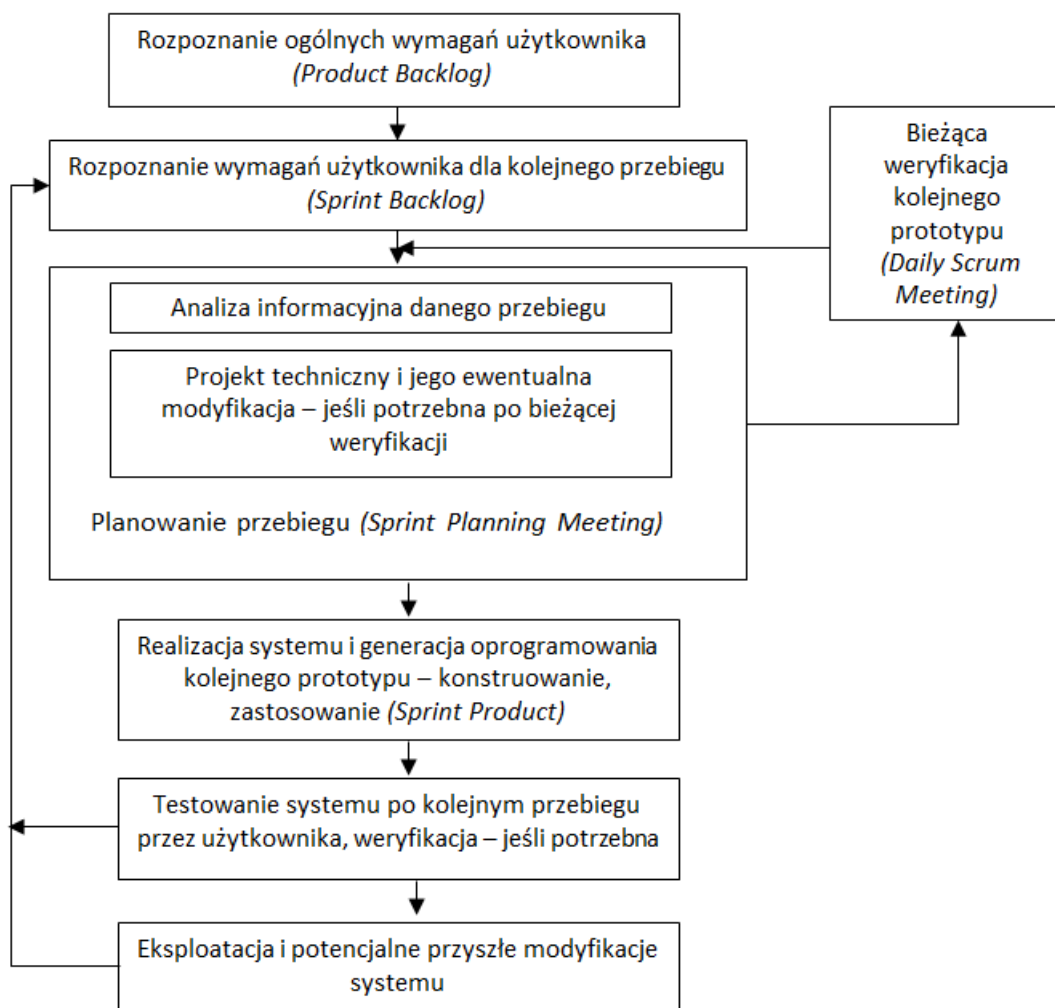 Rozpoznanie ogólnych wymagań użytkownika
(Product Backlog)
Rozpoznanie wymagań użytkownika dla kolejnego przebiegu
(Sprint Backlog)
Bieżąca
weryfikacja
kolejnego
prototypu
(Daily Scrum
Meeting)
Analiza informacyjna danego przebiegu
Projekt techniczny i jego ewentualna
modyfikacja – jeśli potrzebna po bieżącej
weryfikacji
Planowanie przebiegu (Sprint Planning Meeting)
Realizacja systemu i generacja oprogramowania
kolejnego prototypu – konstruowanie,
zastosowanie (Sprint Product)
Testowanie systemu po kolejnym przebiegu
przez użytkownika, weryfikacja – jeśli potrzebna
Eksploatacja i potencjalne przyszłe modyfikacje
systemu